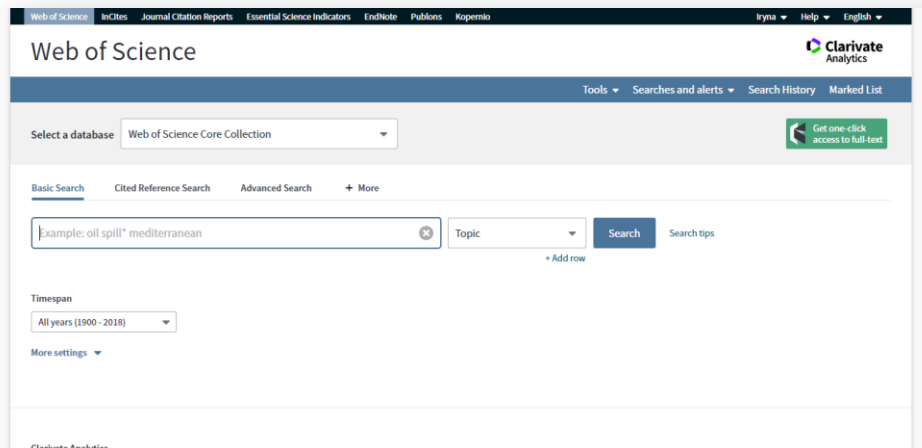 Web of Science InCites Journal Citation Reports Essential Science Indicators EndNote Publons Kopernio Iryna Help English
Web of Science
Clarivate
Analytics
Tools Searches and alerts Search History Marked List
Select a database Web of Science Core Collection
Get one-click
access to full-text
Basic Search Cited Reference Search Advanced Search + More
Example: oil spill* mediterranean Topic Search Search tips
+ Add row
Timespan
All years (1900 - 2018)
More settings
Clarivate Analytics